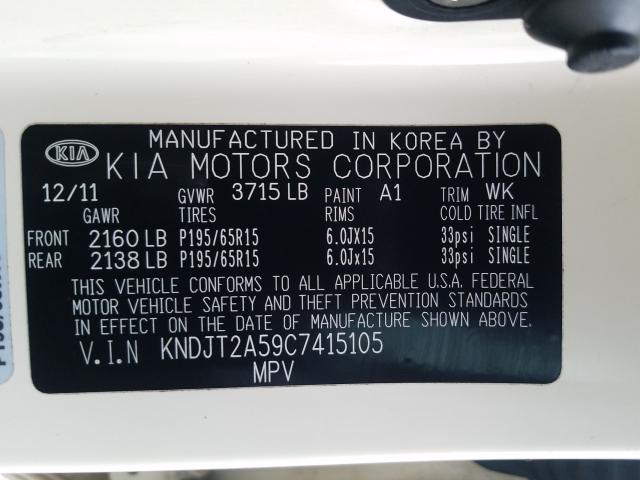 MANUFACTURED IN KOREA BY
KIA KIA MOTORS CORPORATION
12/11 GVWR 3715 LB PAINT A1 TRIM WK
GAWR TIRES RIMS COLD TIRE INFL
FRONT 2160 LB P195/65R15 6.0JX15 33psi SINGLE
REAR 2138 LB P195/65R15 6.0Jx15 33psi SINGLE
THIS VEHICLE CONFORMS TO ALL APPLICABLE U.S.A. FEDERAL
MOTOR VEHICLE SAFETY AND THEFT PREVENTION STANDARDS
IN EFFECT ON THE DATE OF MANUFACTURE SHOWN ABOVE.
V.I.N KNDJT2A59C7415105
MPV